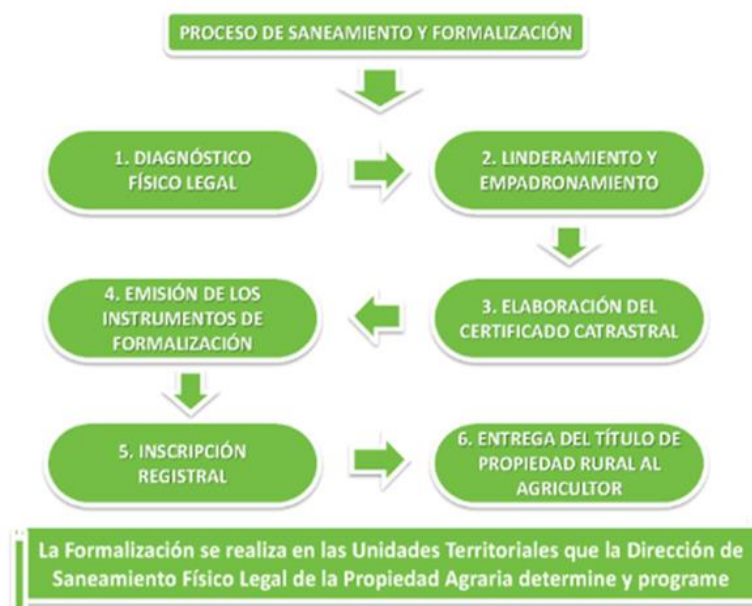 PROCESO DE SANEAMIENTO Y FORMALIZACIÓN
1. DIAGNÓSTICO
FÍSICO LEGAL
2. LINDERAMIENTO Y
EMPADRONAMIENTO
3. ELABORACIÓN DEL
CERTIFICADO CATRASTRAL
4. EMISIÓN DE LOS
INSTRUMENTOS DE
FORMALIZACIÓN
5. INSCRIPCIÓN
REGISTRAL
6. ENTREGA DEL TÍTULO DE
PROPIEDAD RURAL AL
AGRICULTOR
La Formalización se realiza en las Unidades Territoriales que la Dirección de
Saneamiento Físico Legal de la Propiedad Agraria determine y programe